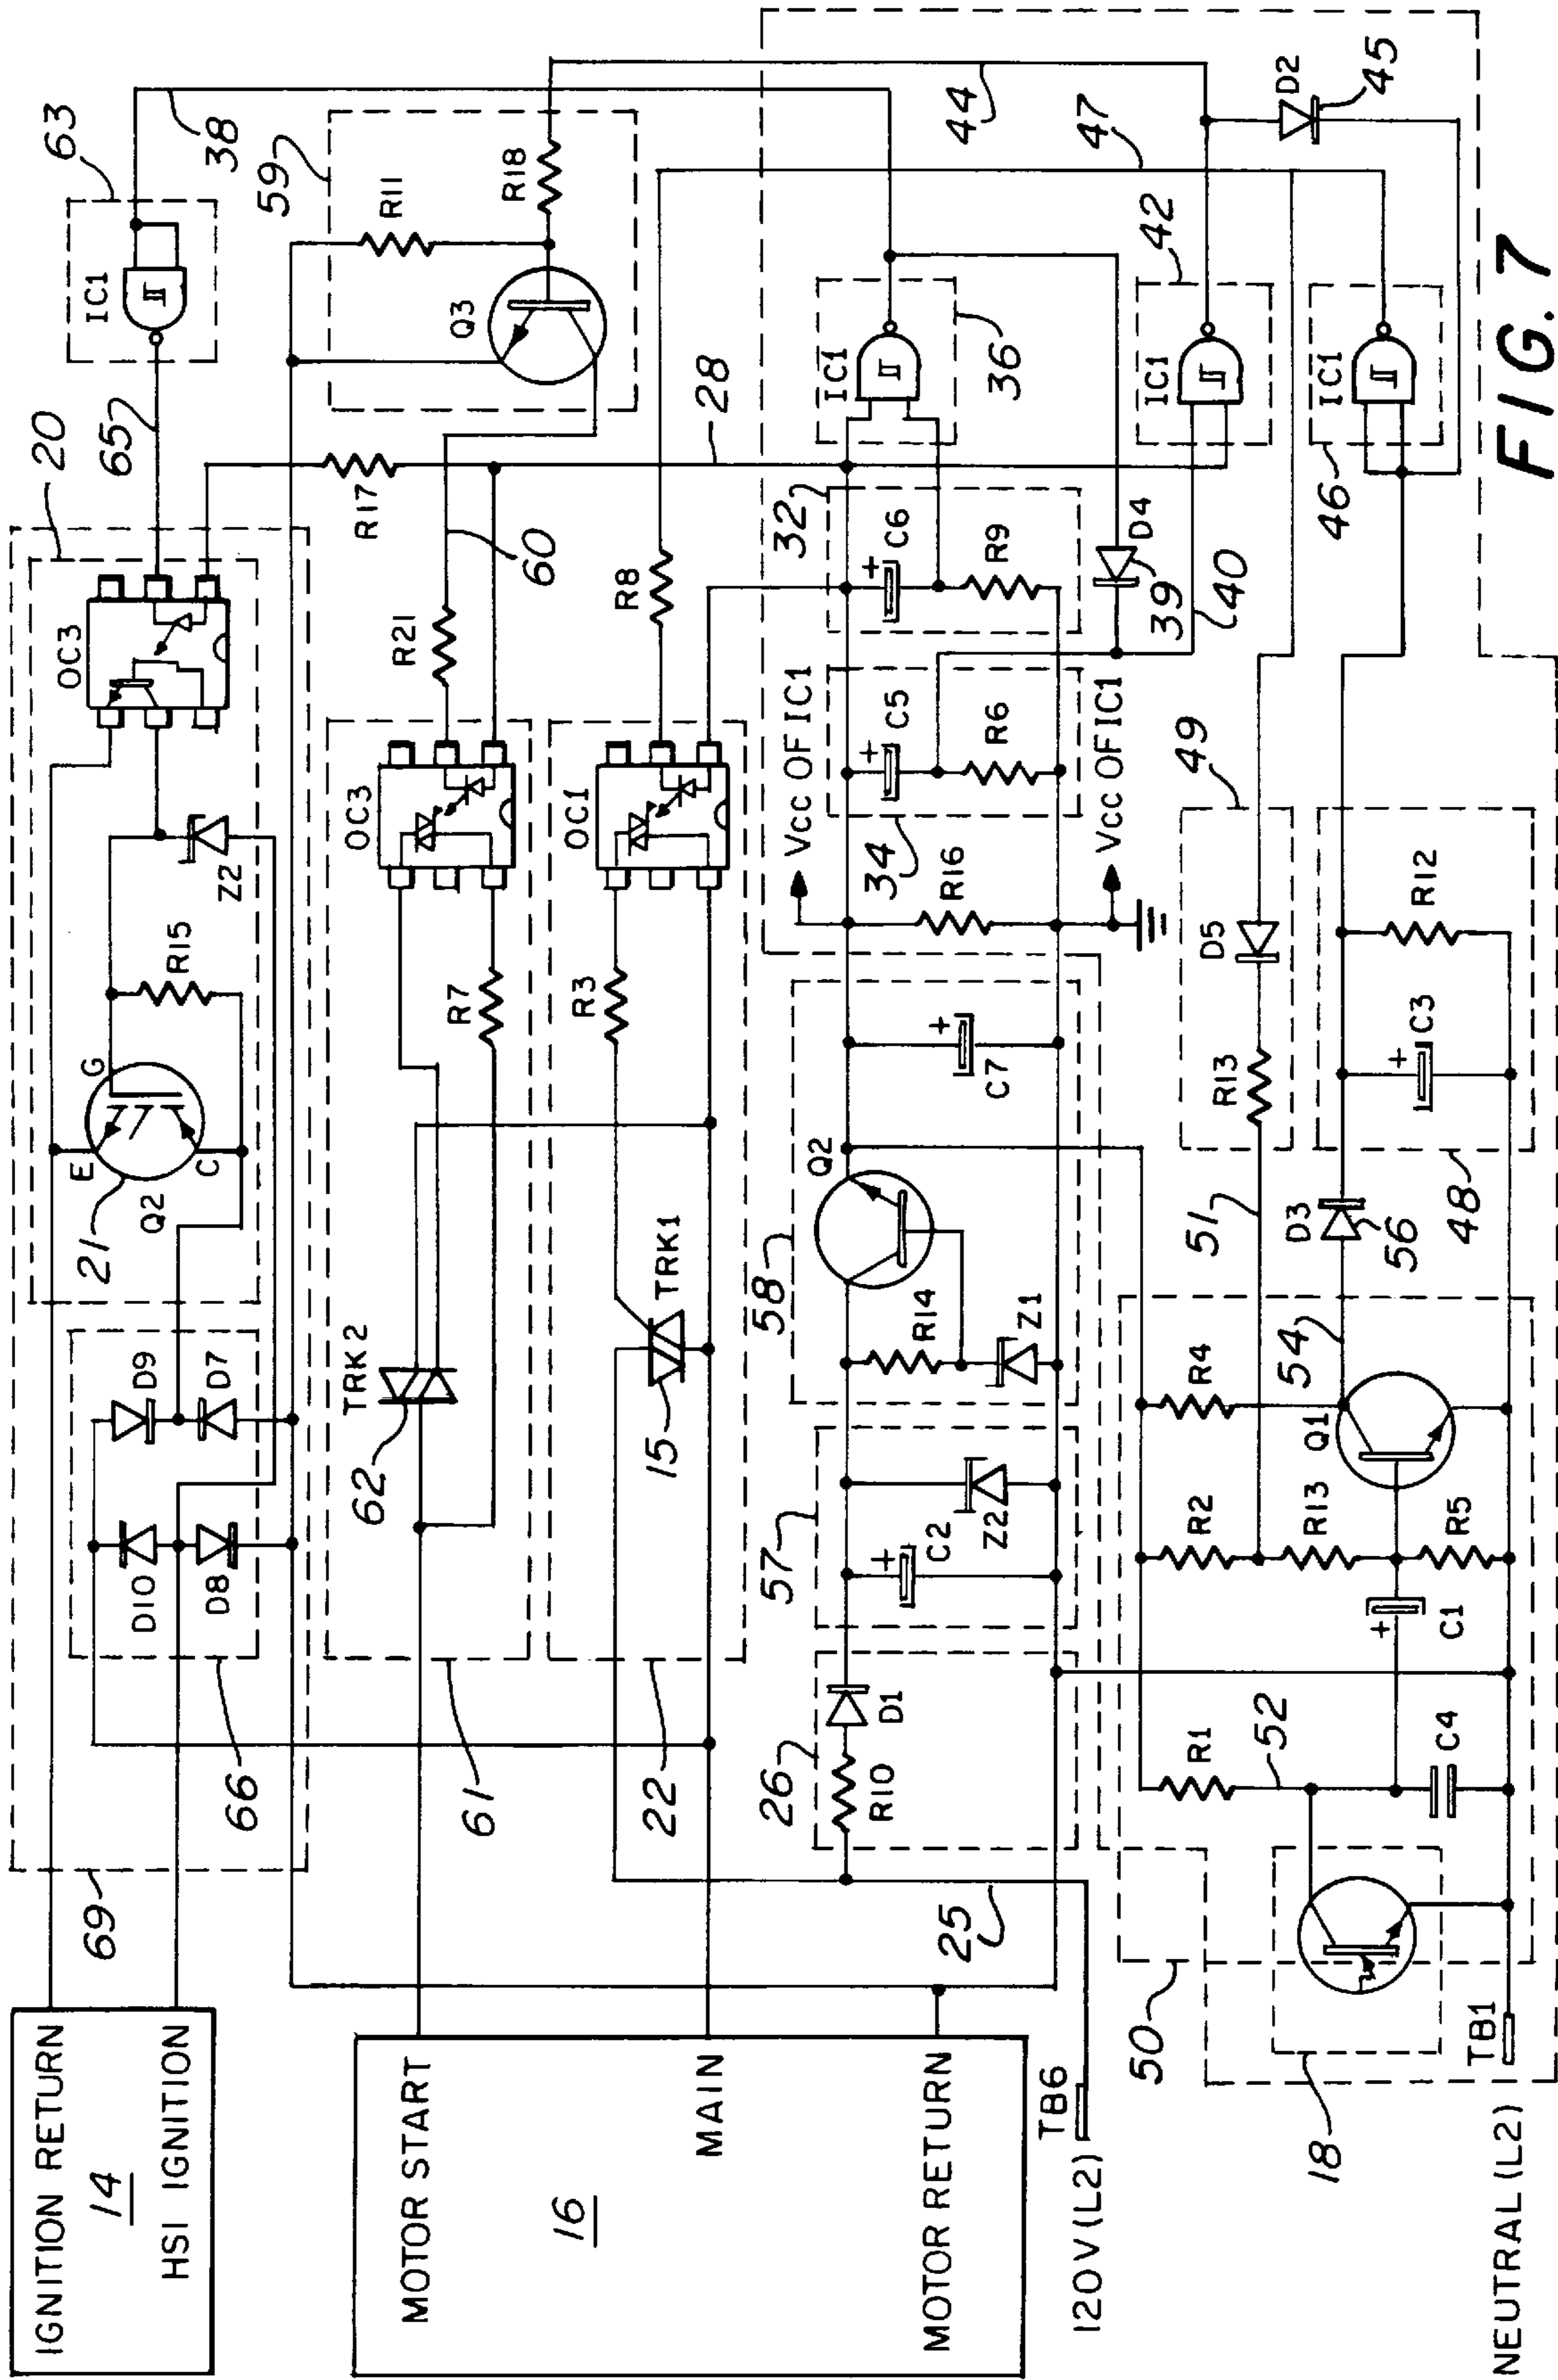 IGNITION RETURN
14
HSI IGNITION
69
66
D10
D8
D9
D7
21
E
G
C
Q2
R15
Z2
20
OC3
65
IC1
63
38
59
R11
R18
Q3
R17
MOTOR START
16
MAIN
MOTOR RETURN
61
62
TRK2
R7
OC3
R21
60
28
22
15
TRK1
R3
OC1
R8
TB6
120V (L2)
25
26
R10
D1
57
C2
Z2
58
R14
Z1
Q2
C7
+
+
Vcc OF IC1
R16
Vcc OF IC1
34
C5
+
R6
32
C6
+
R9
39
D4
40
IC1
36
44
47
IC1
42
D2
45
IC1
46
50
18
TB1
NEUTRAL (L2)
R1
52
C4
C1
+
R2
R13
R5
R4
Q1
54
51
D3
56
R13
D5
49
48
C3
+
R12
FIG. 7